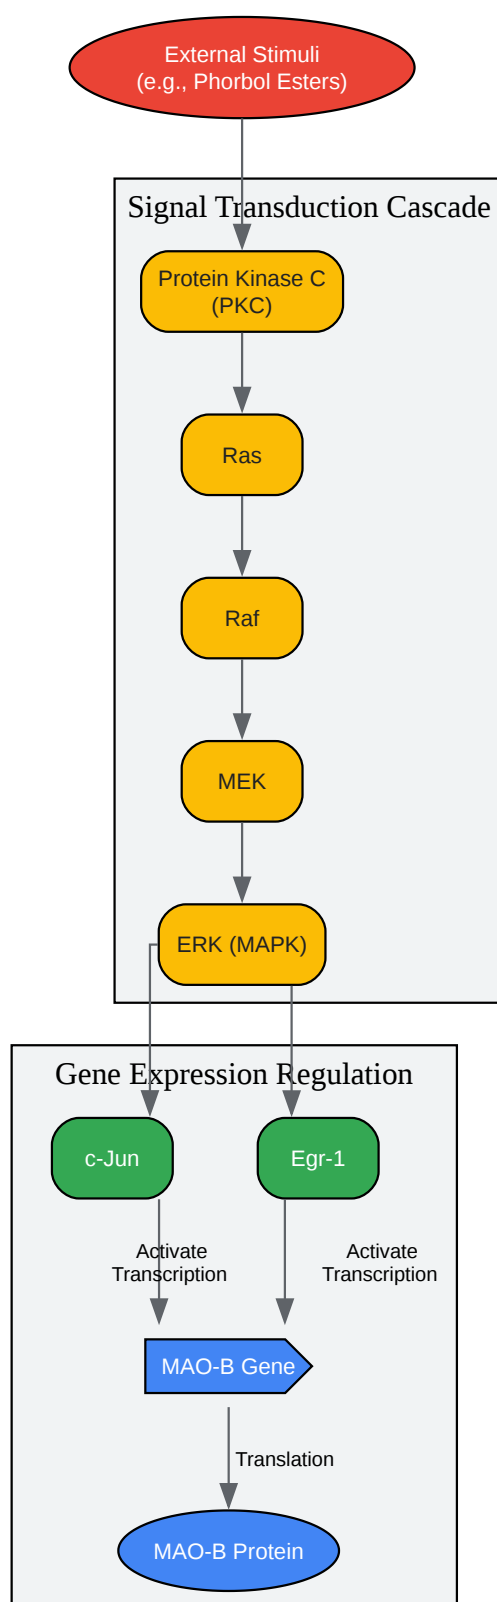 External Stimuli
(e.g., Phorbol Esters)
Signal Transduction Cascade
Protein Kinase C
(PKC)
Ras
Raf
MEK
ERK (MAPK)
Gene Expression Regulation
c-Jun
Egr-1
Activate
Transcription
Activate
Transcription
MAO-B Gene
Translation
MAO-B Protein